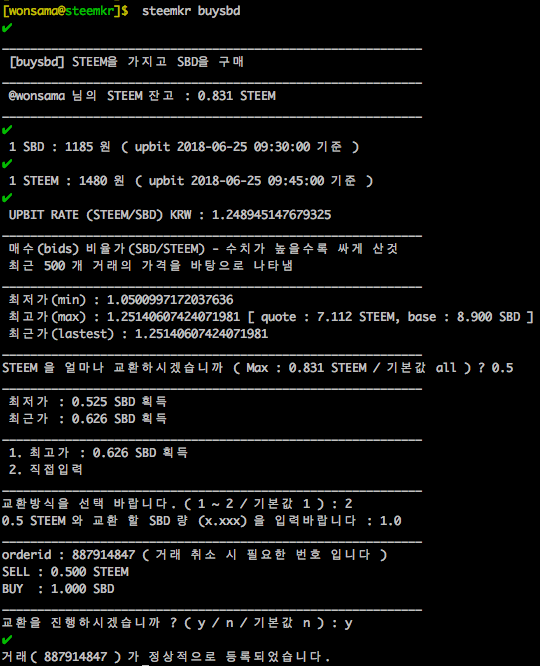 [wonsama@steemkr]$ steemkr buysbd
✔
[buysbd] STEEM을 가지고 SBD을 구매
@wonsama 님의 STEEM 잔고 : 0.831 STEEM
✔
1 SBD : 1185 원 ( upbit 2018-06-25 09:30:00 기준 )
✔
1 STEEM : 1480 원 ( upbit 2018-06-25 09:45:00 기준 )
✔
UPBIT RATE (STEEM/SBD) KRW : 1.248945147679325
매수(bids) 비율가(SBD/STEEM) - 수치가 높을수록 싸게 산것
최근 500 개 거래의 가격을 바탕으로 나타냄
최저가(min) : 1.0500997172037636
최고가(max) : 1.25140607424071981 [ quote : 7.112 STEEM, base : 8.900 SBD ]
최근가(lastest) : 1.25140607424071981
STEEM 을 얼마나 교환하시겠습니까 ( Max : 0.831 STEEM / 기본값 all ) ? 0.5
최저가 : 0.525 SBD 획득
최근가 : 0.626 SBD 획득
1. 최고가 : 0.626 SBD 획득
2. 직접입력
교환방식을 선택 바랍니다. ( 1 ~ 2 / 기본값 1 ) : 2
0.5 STEEM 와 교환 할 SBD 량 (x.xxx) 을 입력바랍니다 : 1.0
orderid : 887914847 ( 거래 취소 시 필요한 번호 입니다 )
SELL : 0.500 STEEM
BUY : 1.000 SBD
교환을 진행하시겠습니까 ? ( y / n / 기본값 n ) : y
✔
거래( 887914847 ) 가 정상적으로 등록되었습니다.